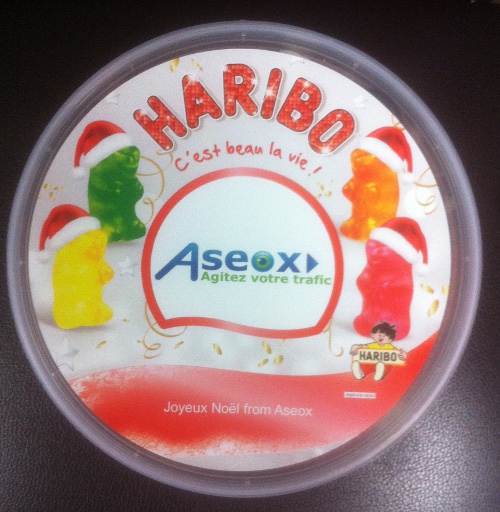 HARIBO
C'est beau la vie!
Aseox
Agitez votre trafic
HARIBO
Joyeux Noël from Aseox